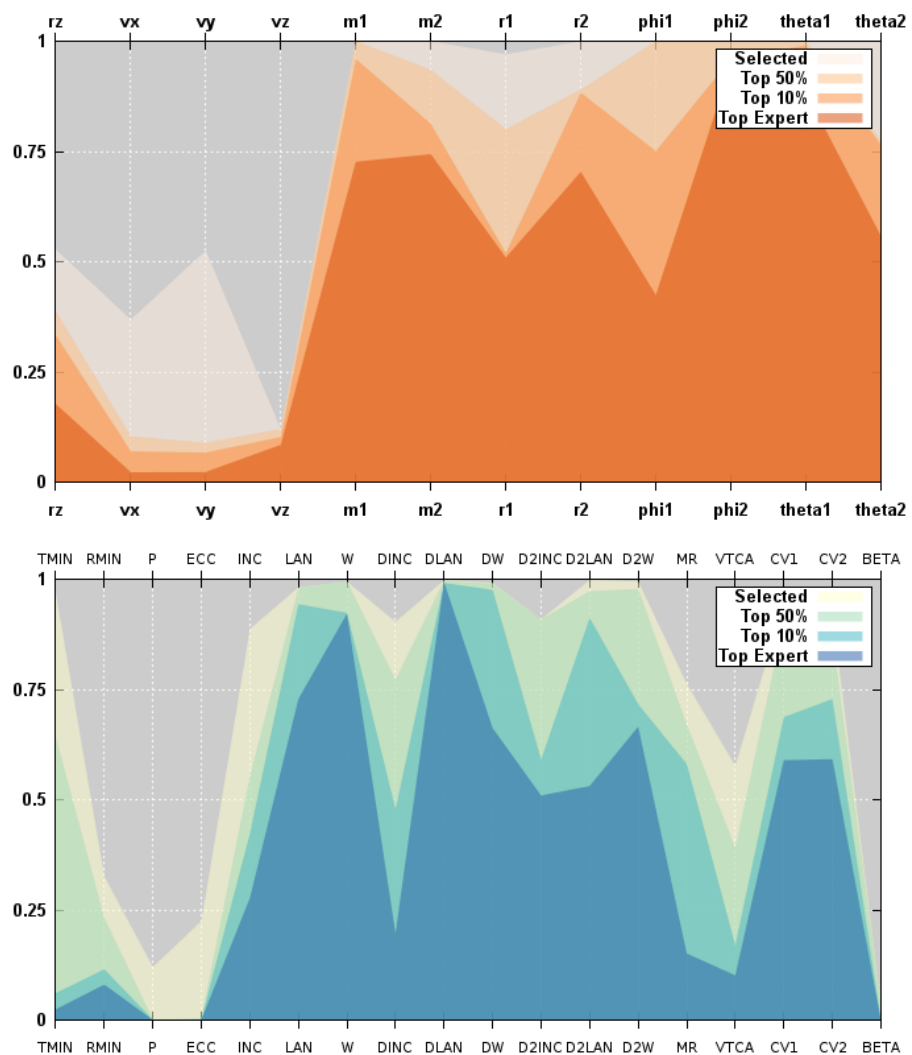 rz vx vy vz m1 m2 r1 r2 phi1 phi2 theta1 theta2
1
Selected
Top 50%
Top 10%
Top Expert
0.75
0.5
0.25
0
rz vx vy vz m1 m2 r1 r2 phi1 phi2 theta1 theta2
TMIN RMIN P ECC INC LAN W DINC DLAN DW D2INC D2LAN D2W MR VTCA CV1 CV2 BETA
1
Selected
Top 50%
Top 10%
Top Expert
0.75
0.5
0.25
0
TMIN RMIN P ECC INC LAN W DINC DLAN DW D2INC D2LAN D2W MR VTCA CV1 CV2 BETA